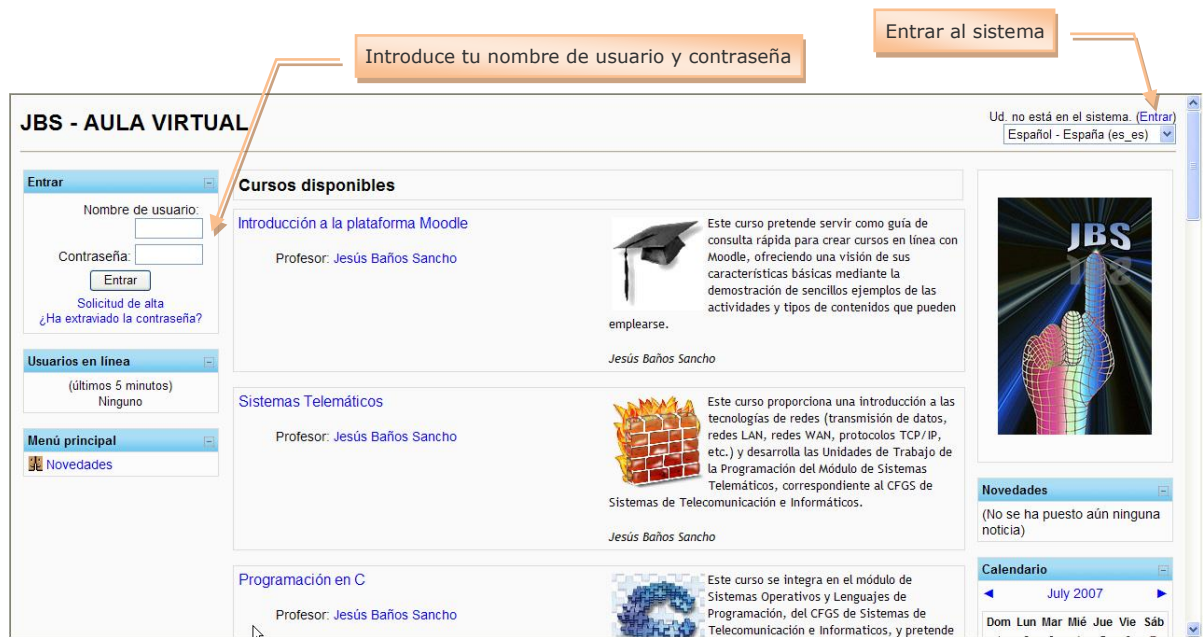 Entrar al sistema
Introduce tu nombre de usuario y contraseña
JBS - AULA VIRTUAL
Ud. no está en el sistema. (Entrar)
Español - España (es_es)
Entrar
Nombre de usuario:
Contraseña:
Entrar
Solicitud de alta
¿Ha extraviado la contraseña?
Usuarios en línea
(últimos 5 minutos)
Ninguno
Menú principal
Novedades
Cursos disponibles
Introducción a la plataforma Moodle
Profesor: Jesús Baños Sancho
Este curso pretende servir como guía de
consulta rápida para crear cursos en línea con
Moodle, ofreciendo una visión de sus
características básicas mediante la
demostración de sencillos ejemplos de las
actividades y tipos de contenidos que pueden
emplearse.
Jesús Baños Sancho
Sistemas Telemáticos
Profesor: Jesús Baños Sancho
Este curso proporciona una introducción a las
tecnologías de redes (transmisión de datos,
redes LAN, redes WAN, protocolos TCP/IP,
etc.) y desarrolla las Unidades de Trabajo de
la Programación del Módulo de Sistemas
Telemáticos, correspondiente al CFGS de
Sistemas de Telecomunicación e Informáticos.
Jesús Baños Sancho
Programación en C
Profesor: Jesús Baños Sancho
Este curso se integra en el módulo de
Sistemas Operativos y Lenguajes de
Programación, del CFGS de Sistemas de
Telecomunicación e Informaticos, y pretende
JBS
Novedades
(No se ha puesto aún ninguna
noticia)
Calendario
July 2007
Dom Lun Mar Mié Jue Vie Sáb